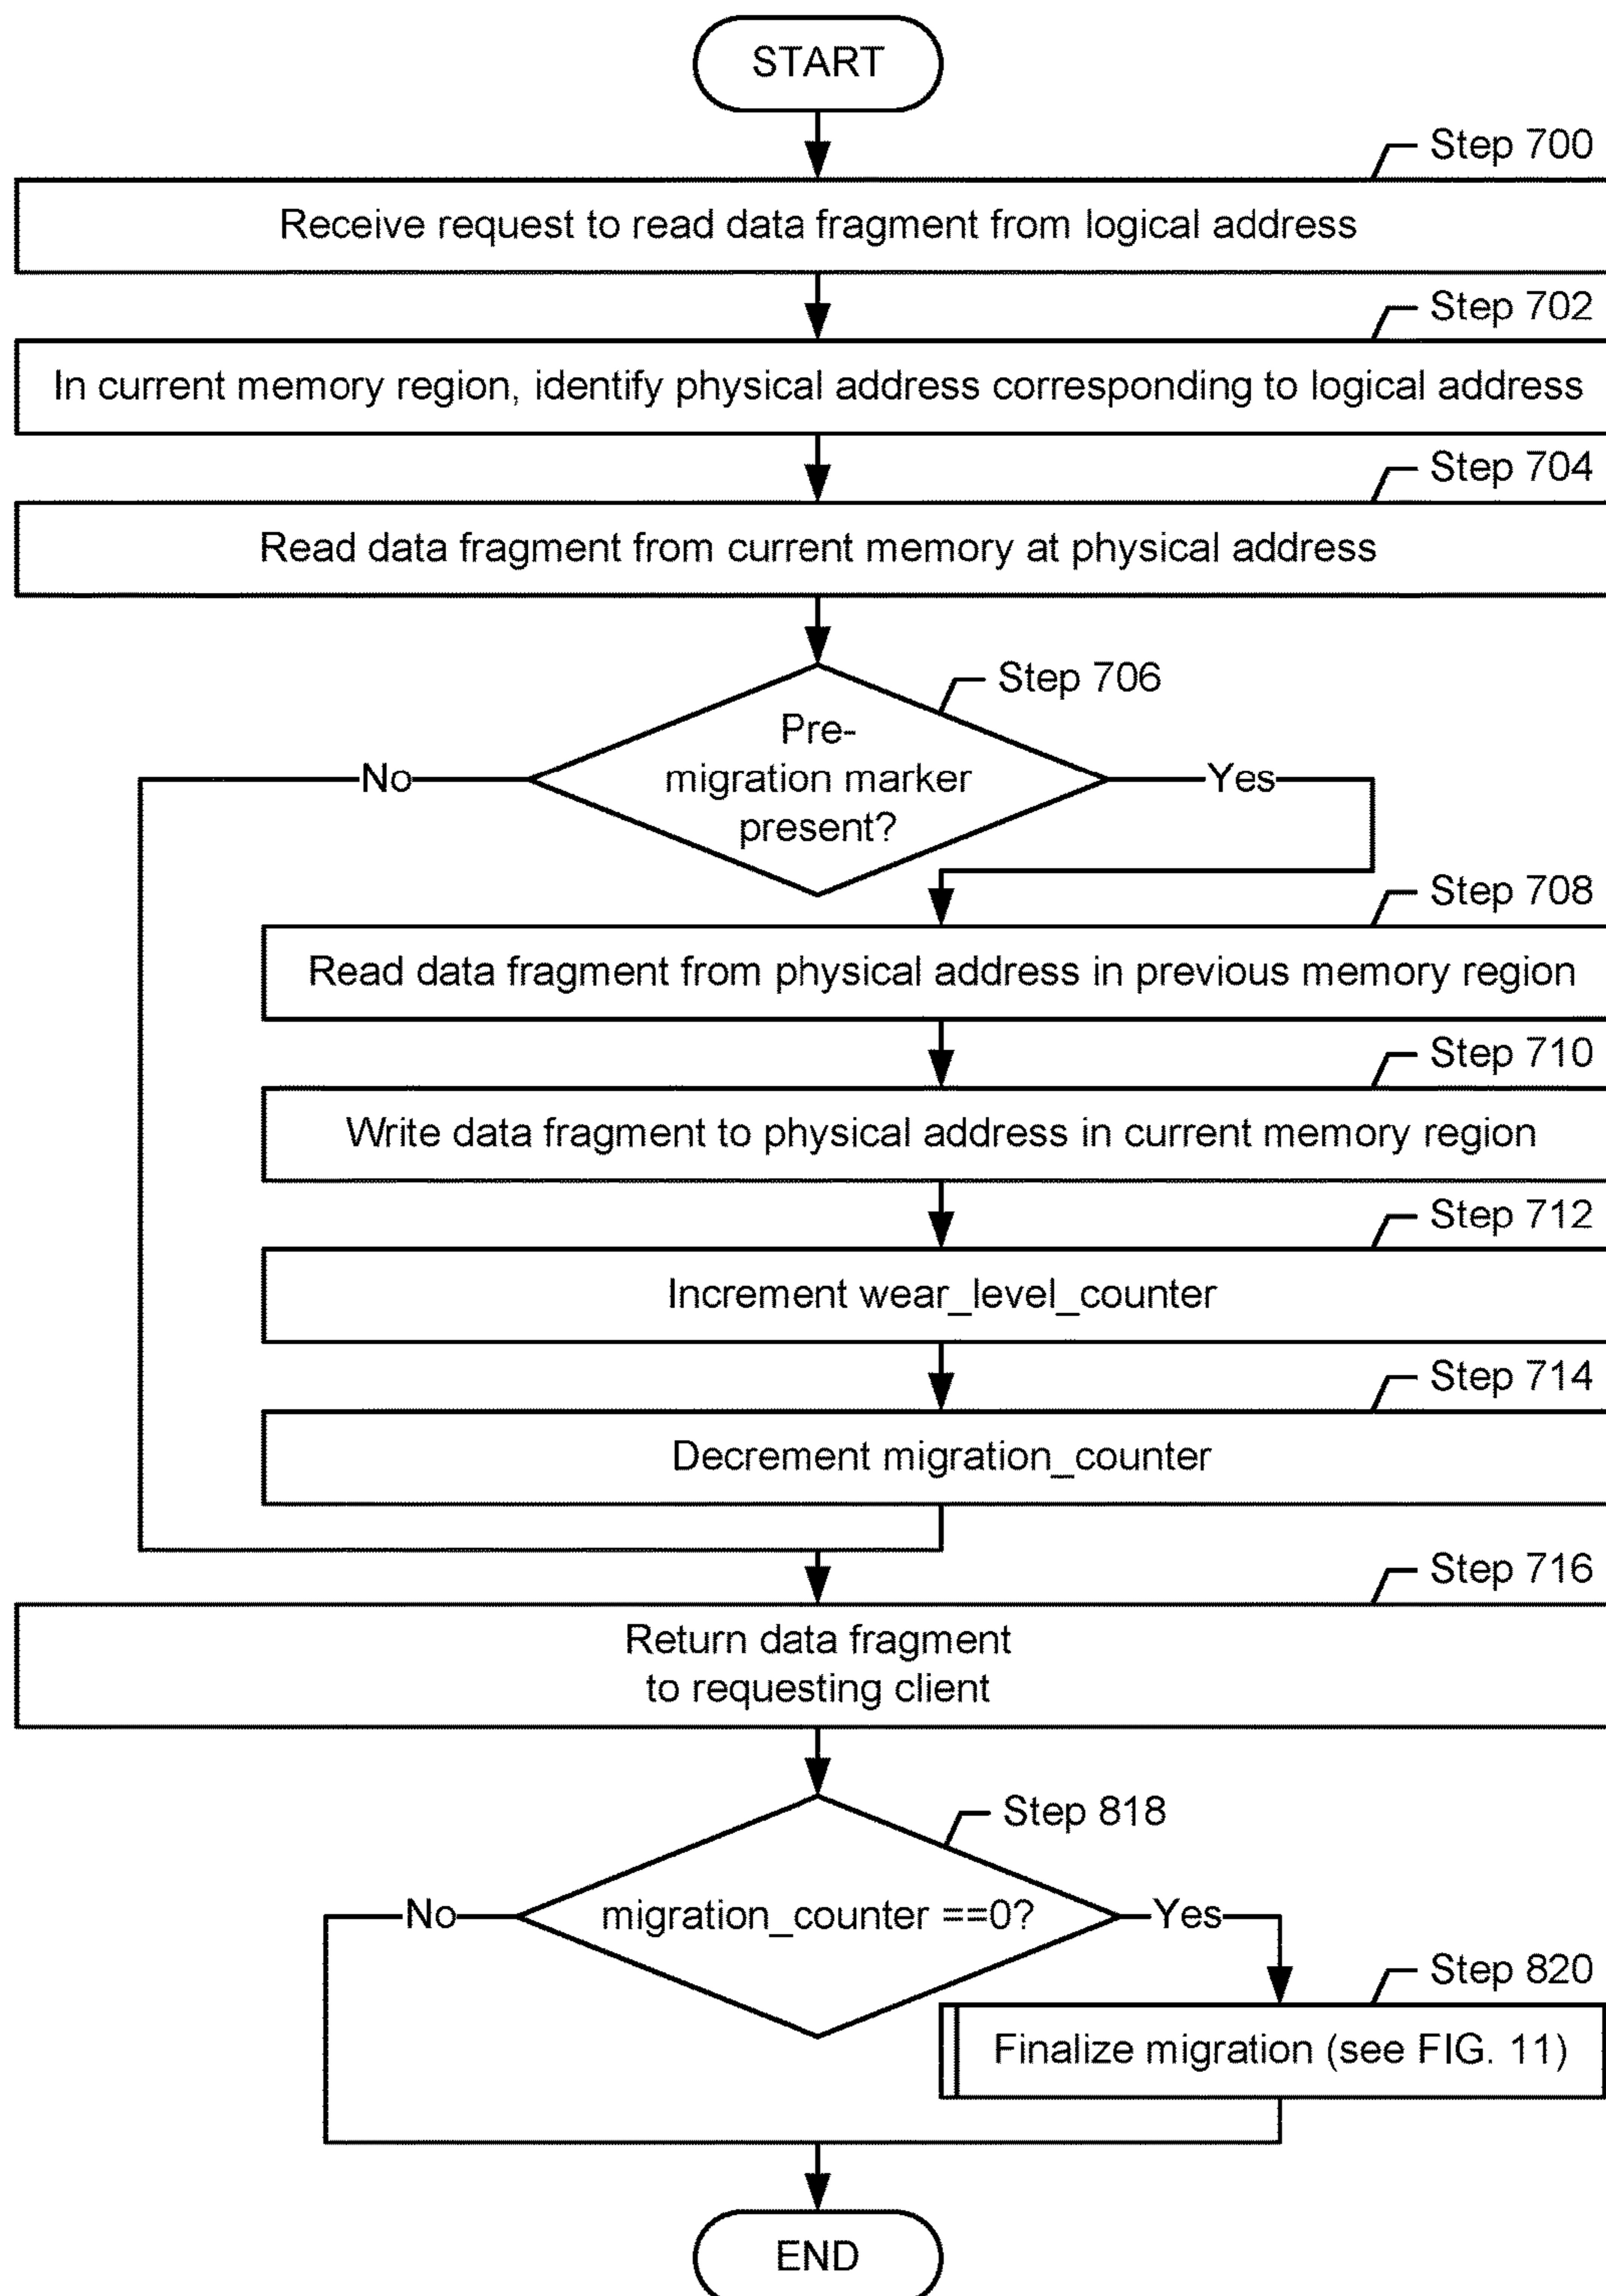 START
Step 700
Receive request to read data fragment from logical address
Step 702
In current memory region, identify physical address corresponding to logical address
Step 704
Read data fragment from current memory at physical address
Step 706
Pre-
migration marker
present?
No
Yes
Step 708
Read data fragment from physical address in previous memory region
Step 710
Write data fragment to physical address in current memory region
Step 712
Increment wear_level_counter
Step 714
Decrement migration_counter
Step 716
Return data fragment
to requesting client
Step 818
migration_counter ==0?
No
Yes
Step 820
Finalize migration (see FIG. 11)
END